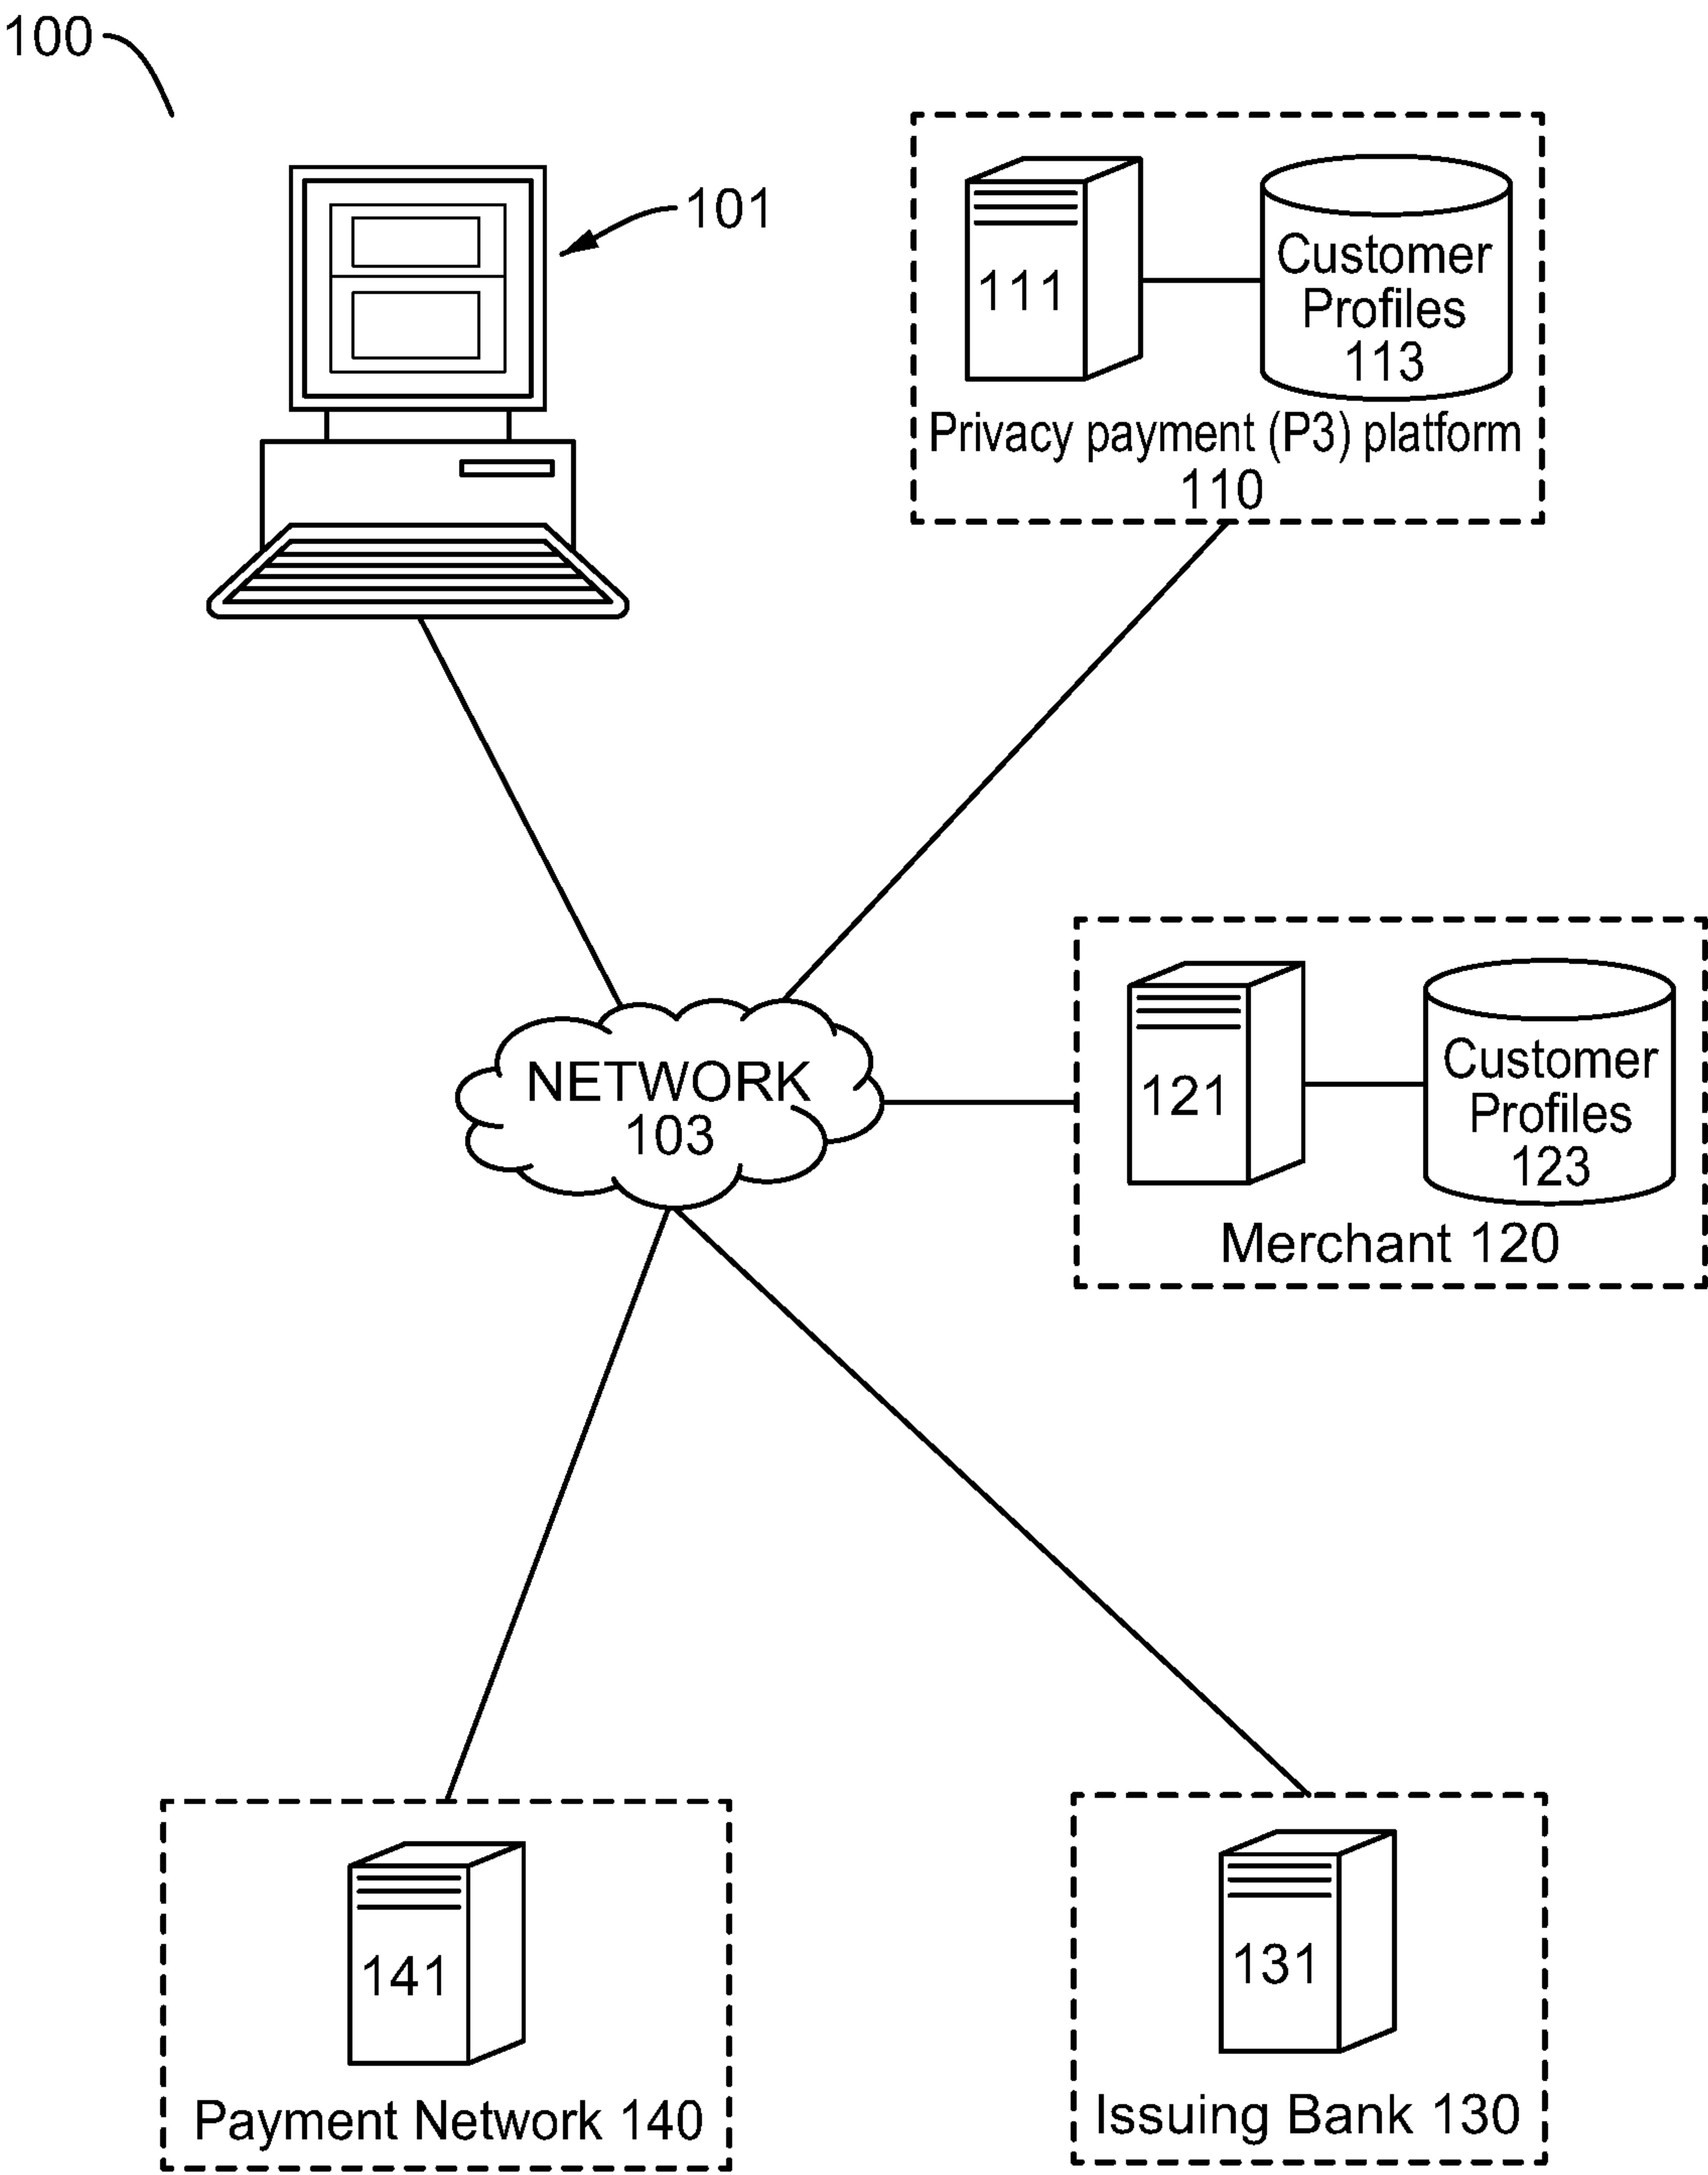 100
101
111
Customer
Profiles
113
Privacy payment (P3) platform
110
NETWORK
103
121
Customer
Profiles
123
Merchant 120
141
Payment Network 140
131
Issuing Bank 130